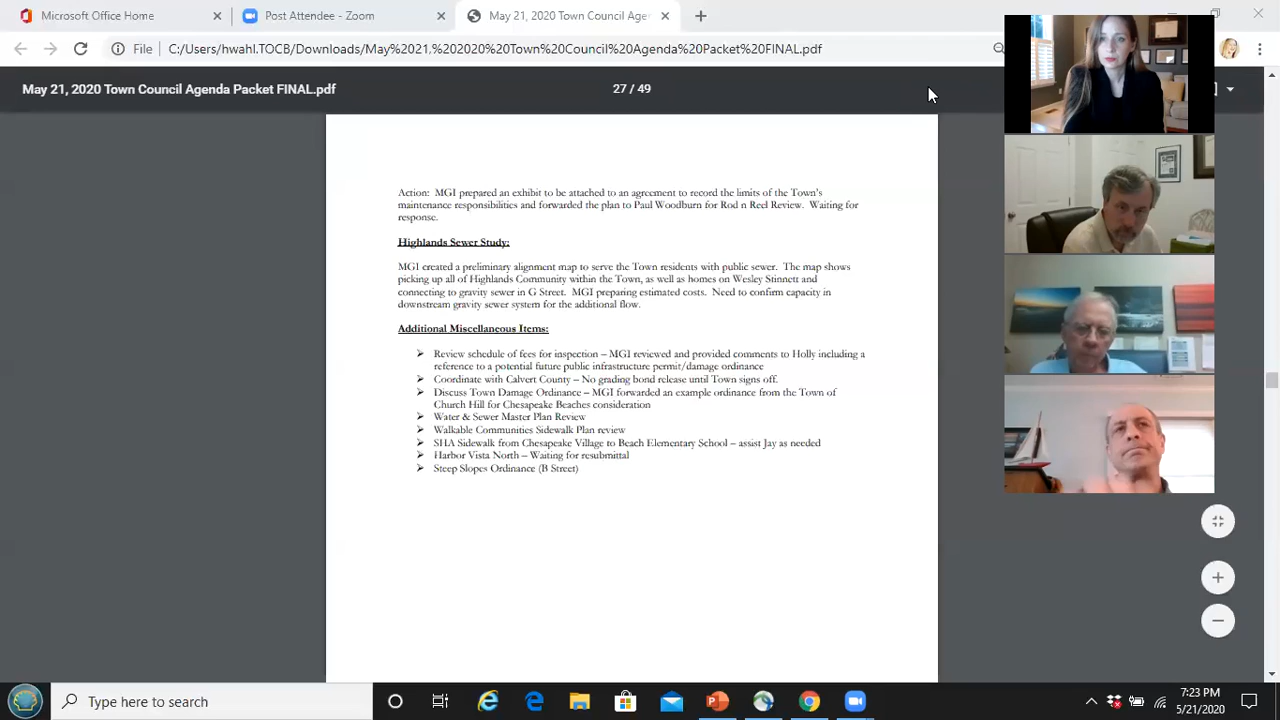 Microsoft Office Home
Post Attendee - Zoom
May 21, 2020 Town Council Agen
File
C:/Users/hwahl.TOCB/Downloads/May%2021,%202020%20Town%20Council%20Agenda%20Packet%20FINAL.pdf
May 21, 2020 Town Council Agenda Packet FINAL.pdf
27 / 49
Action: MGI prepared an exhibit to be attached to an agreement to record the limits of the Town's
maintenance responsibilities and forwarded the plan to Paul Woodburn for Rod n Reel Review. Waiting for
response.
Highlands Sewer Study:
MGI created a preliminary alignment map to serve the Town residents with public sewer. The map shows
picking up all of Highlands Community within the Town, as well as homes on Wesley Stinnett and
connecting to gravity sewer in G Street. MGI preparing estimated costs. Need to confirm capacity in
downstream gravity sewer system for the additional flow.
Additional Miscellaneous Items:
Review schedule of fees for inspection – MGI reviewed and provided comments to Holly including a
reference to a potential future public infrastructure permit/damage ordinance
Coordinate with Calvert County – No grading bond release until Town signs off.
Discuss Town Damage Ordinance – MGI forwarded an example ordinance from the Town of
Church Hill for Chesapeake Beaches consideration
Water & Sewer Master Plan Review
Walkable Communities Sidewalk Plan review
SHA Sidewalk from Chesapeake Village to Beach Elementary School – assist Jay as needed
Harbor Vista North – Waiting for resubmittal
Steep Slopes Ordinance (B Street)
Type here to search
7:23 PM
5/21/2020